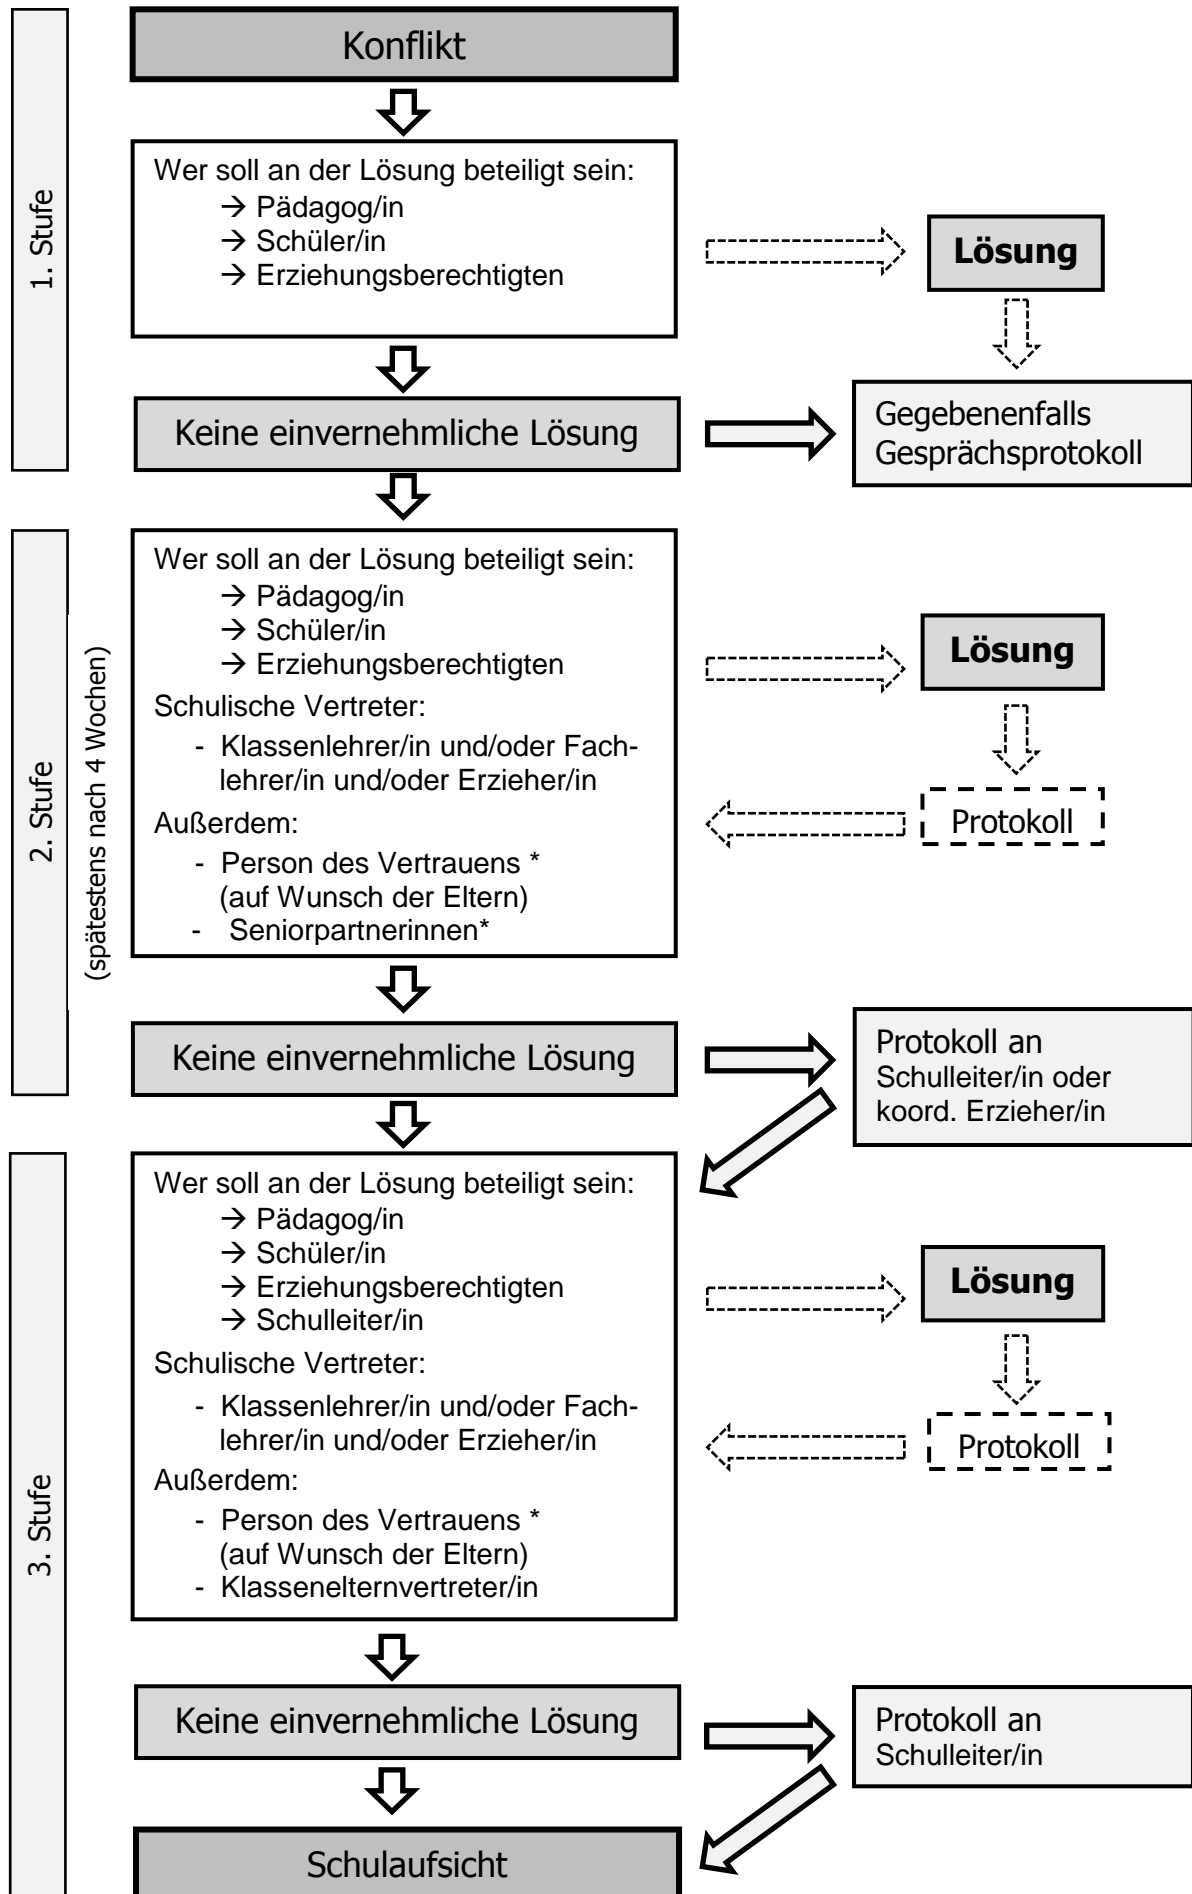 Konflikt
1. Stufe
Wer soll an der Lösung beteiligt sein:
→ Pädagog/in
→ Schüler/in
→ Erziehungsberechtigten
Lösung
Keine einvernehmliche Lösung
Gegebenenfalls
Gesprächsprotokoll
2. Stufe
(spätestens nach 4 Wochen)
Wer soll an der Lösung beteiligt sein:
→ Pädagog/in
→ Schüler/in
→ Erziehungsberechtigten
Schulische Vertreter:
- Klassenlehrer/in und/oder Fach-
lehrer/in und/oder Erzieher/in
Außerdem:
- Person des Vertrauens *
(auf Wunsch der Eltern)
- Seniorpartnerinnen*
Lösung
Protokoll
Keine einvernehmliche Lösung
Protokoll an
Schulleiter/in oder
koord. Erzieher/in
3. Stufe
Wer soll an der Lösung beteiligt sein:
→ Pädagog/in
→ Schüler/in
→ Erziehungsberechtigten
→ Schulleiter/in
Schulische Vertreter:
- Klassenlehrer/in und/oder Fach-
lehrer/in und/oder Erzieher/in
Außerdem:
- Person des Vertrauens *
(auf Wunsch der Eltern)
- Klassenelternvertreter/in
Lösung
Protokoll
Keine einvernehmliche Lösung
Protokoll an
Schulleiter/in
Schulaufsicht